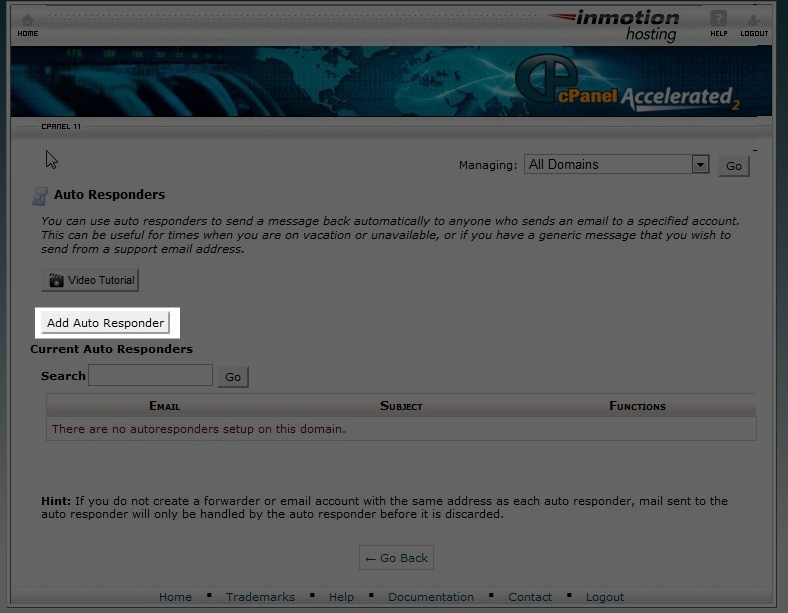 inmotion
hosting
HOME
HELP
LOGOUT
cPanel Accelerated 2
CPANEL 11
Managing: All Domains Go
Auto Responders
You can use auto responders to send a message back automatically to anyone who sends an email to a specified account.
This can be useful for times when you are on vacation or unavailable, or if you have a generic message that you wish to
send from a support email address.
Video Tutorial
Add Auto Responder
Current Auto Responders
Search Go
EMAIL SUBJECT FUNCTIONS
There are no autoresponders setup on this domain.
Hint: If you do not create a forwarder or email account with the same address as each auto responder, mail sent to the
auto responder will only be handled by the auto responder before it is discarded.
← Go Back
Home ▪ Trademarks ▪ Help ▪ Documentation ▪ Contact ▪ Logout